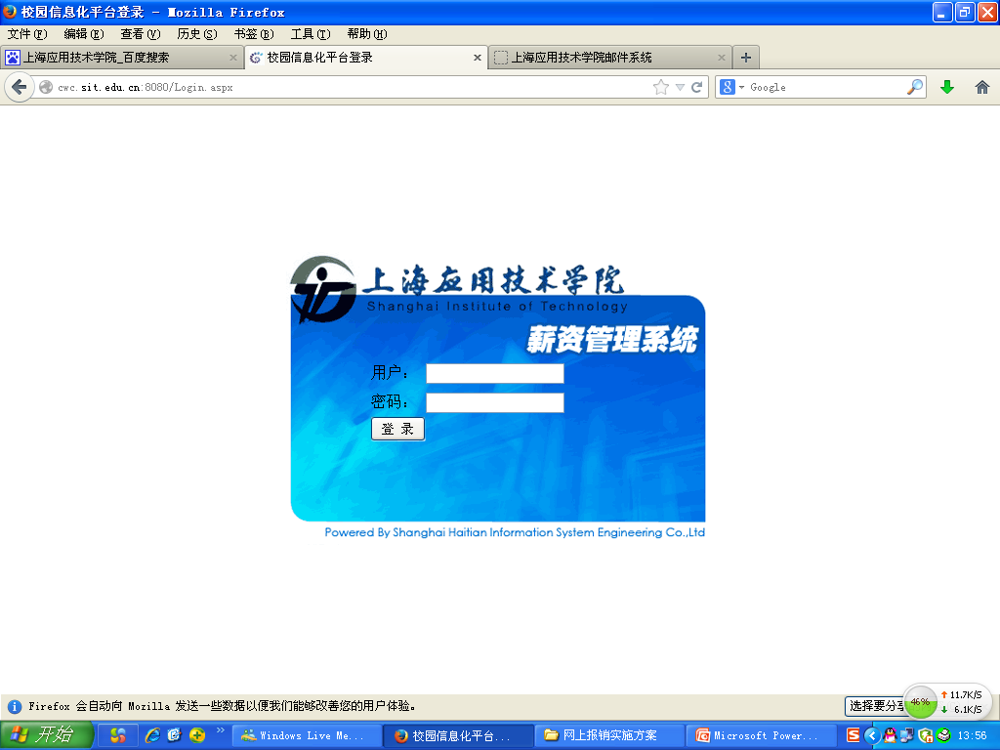 校园信息化平台登录 - Mozilla Firefox
文件(F) 编辑(E) 查看(V) 历史(S) 书签(B) 工具(T) 帮助(H)
上海应用技术学院_百度搜索 校园信息化平台登录 上海应用技术学院邮件系统
cwc.sit.edu.cn:8080/Login.aspx Google
上海应用技术学院
Shanghai Institute of Technology
薪资管理系统
用户：
密码：
登 录
Powered By Shanghai Haitian Information System Engineering Co.,Ltd
Firefox 会自动向 Mozilla 发送一些数据以便我们能够改善您的用户体验。 选择要分享 46% 11.7K/S
6.1K/S
开始 Windows Live Me... 校园信息化平台... 网上报销实施方案 Microsoft Power... 13:56